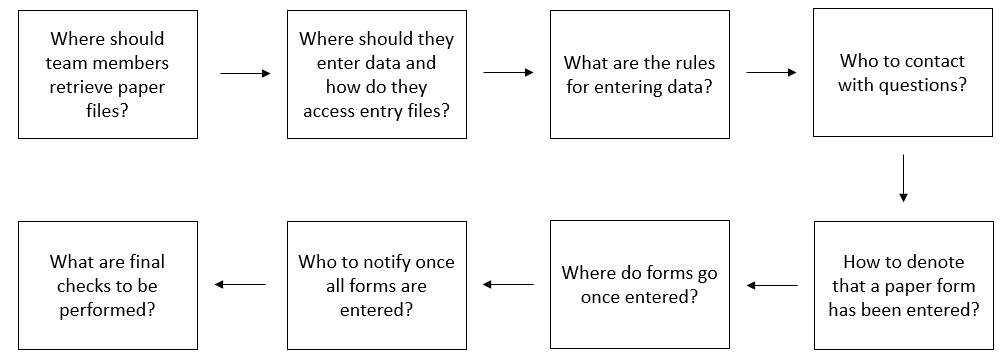 Where should
team members
retrieve paper
files?
Where should they
enter data and
how do they
access entry files?
What are the rules
for entering data?
Who to contact
with questions?
How to denote
that a paper form
has been entered?
Where do forms go
once entered?
Who to notify once
all forms are
entered?
What are final
checks to be
performed?